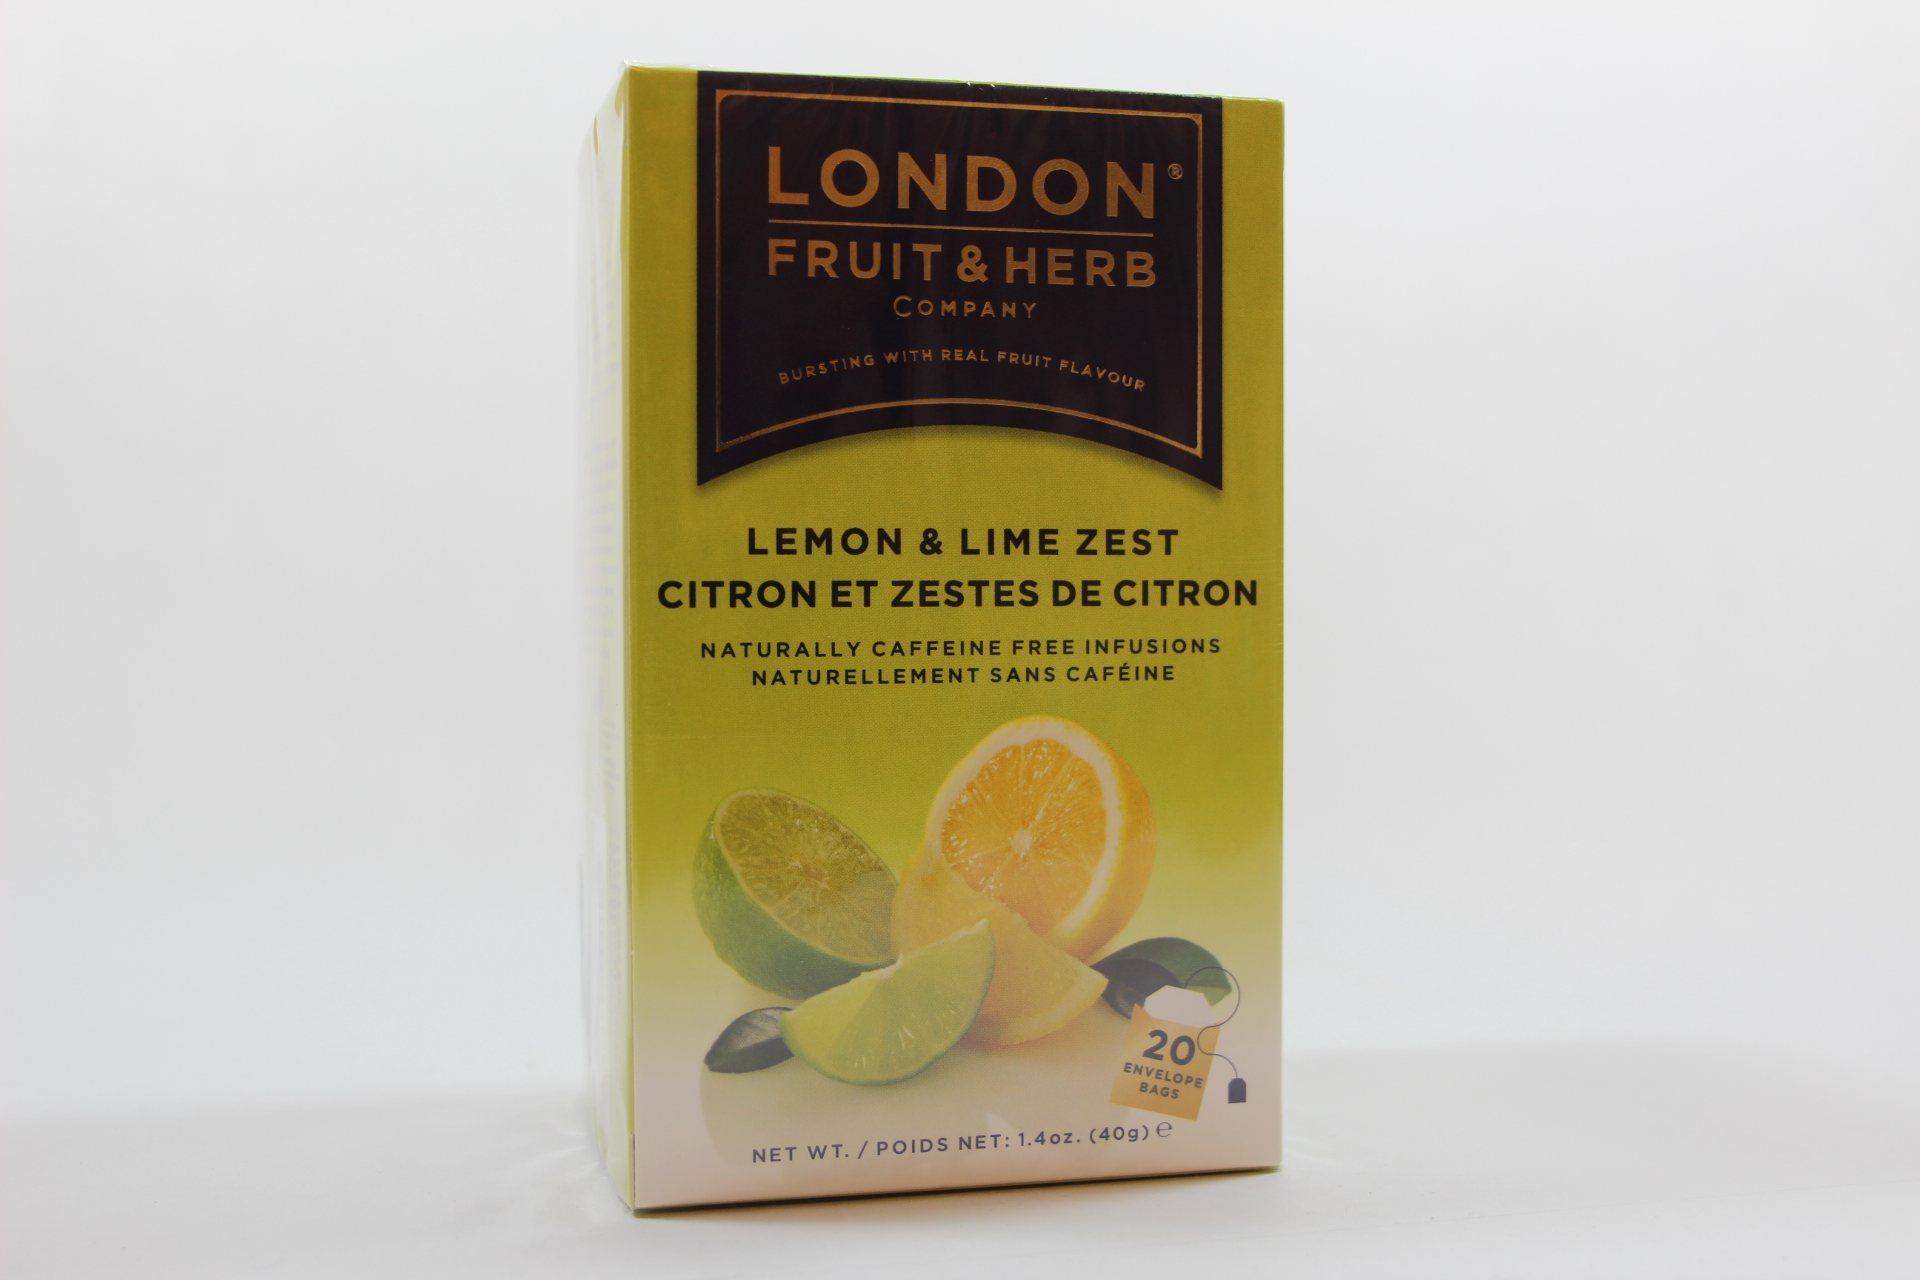 LONDON®
FRUIT & HERB
COMPANY
BURSTING WITH REAL FRUIT FLAVOUR
LEMON & LIME ZEST
CITRON ET ZESTES DE CITRON
NATURALLY CAFFEINE FREE INFUSIONS
NATURELLEMENT SANS CAFÉINE
20
ENVELOPE
BAGS
NET WT. / POIDS NET: 1.4oz. (40g) ℮